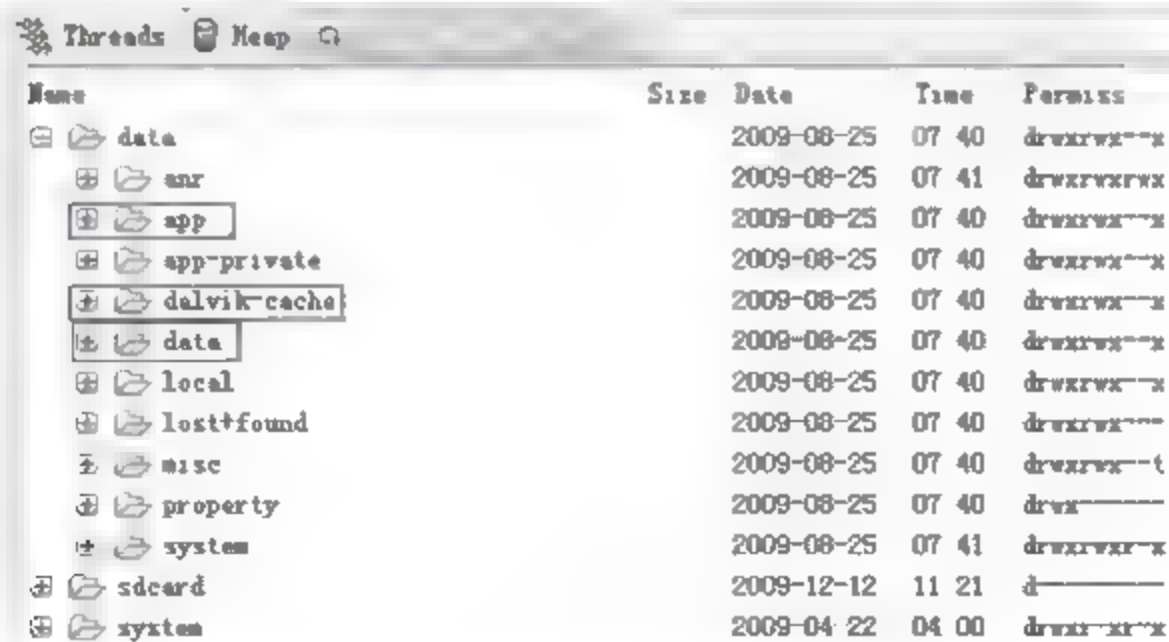 Threads Heap
Name Size Date Time Permiss
data 2009-08-25 07 40 drwxrwx--x
anr 2009-08-25 07 41 drwxrwxrwx
app 2009-08-25 07 40 drwxrwx--x
app-private 2009-08-25 07 40 drwxrwx--x
dalvik-cache 2009-08-25 07 40 drwxrwx--x
data 2009-08-25 07 40 drwxrwx--x
local 2009-08-25 07 40 drwxrwx--x
lost+found 2009-08-25 07 40 drwxrwx---
misc 2009-08-25 07 40 drwxrwx--t
property 2009-08-25 07 40 drwx------
system 2009-08-25 07 41 drwxrwxr-x
sdcard 2009-12-12 11 21 d---------
system 2009-04-22 04 00 drwxr-xr-x